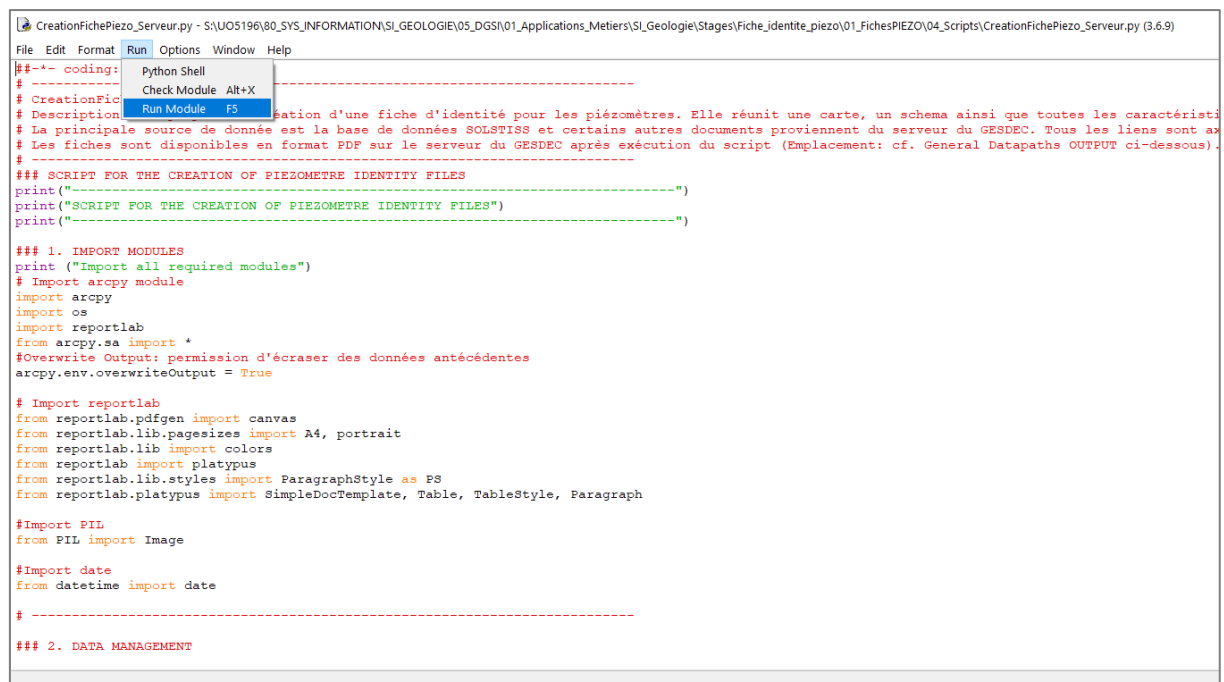 CreationFichePiezo_Serveur.py - S:\UO5196\80_SYS_INFORMATION\SI_GEOLOGIE\05_DGSI\01_Applications_Metiers\SI_Geologie\Stages\Fiche_identite_piezo\01_FichesPIEZO\04_Scripts\CreationFichePiezo_Serveur.py (3.6.9)
File Edit Format Run Options Window Help
##-*- coding:
Python Shell
# ---------------------------------------------------------------------------
Check Module Alt+X
# CreationFic
Run Module F5
# Description éation d'une fiche d'identité pour les piézomètres. Elle réunit une carte, un schema ainsi que toutes les caractéristi
# La principale source de donnée est la base de données SOLSTISS et certains autres documents proviennent du serveur du GESDEC. Tous les liens sont ax
# Les fiches sont disponibles en format PDF sur le serveur du GESDEC après exécution du script (Emplacement: cf. General Datapaths OUTPUT ci-dessous).
# ---------------------------------------------------------------------------
### SCRIPT FOR THE CREATION OF PIEZOMETRE IDENTITY FILES
print("---------------------------------------------------------------------------")
print("SCRIPT FOR THE CREATION OF PIEZOMETRE IDENTITY FILES")
print("---------------------------------------------------------------------------")
### 1. IMPORT MODULES
print ("Import all required modules")
# Import arcpy module
import arcpy
import os
import reportlab
from arcpy.sa import *
#Overwrite Output: permission d'écraser des données antécédentes
arcpy.env.overwriteOutput = True
# Import reportlab
from reportlab.pdfgen import canvas
from reportlab.lib.pagesizes import A4, portrait
from reportlab.lib import colors
from reportlab import platypus
from reportlab.lib.styles import ParagraphStyle as PS
from reportlab.platypus import SimpleDocTemplate, Table, TableStyle, Paragraph
#Import PIL
from PIL import Image
#Import date
from datetime import date
# ---------------------------------------------------------------------------
### 2. DATA MANAGEMENT